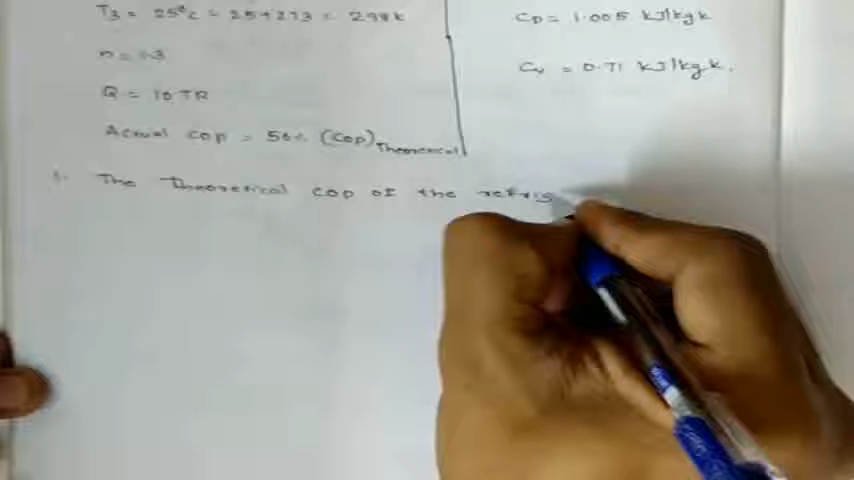 T3 = 25°C = 25+273 = 298K
n = 1.3
Q = 10 TR
Actual COP = 50% (COP)Theoretical
CP = 1.005 KJ/kg K
Cv = 0.71 KJ/kg K.
1. The Theoretical COP of the refrig